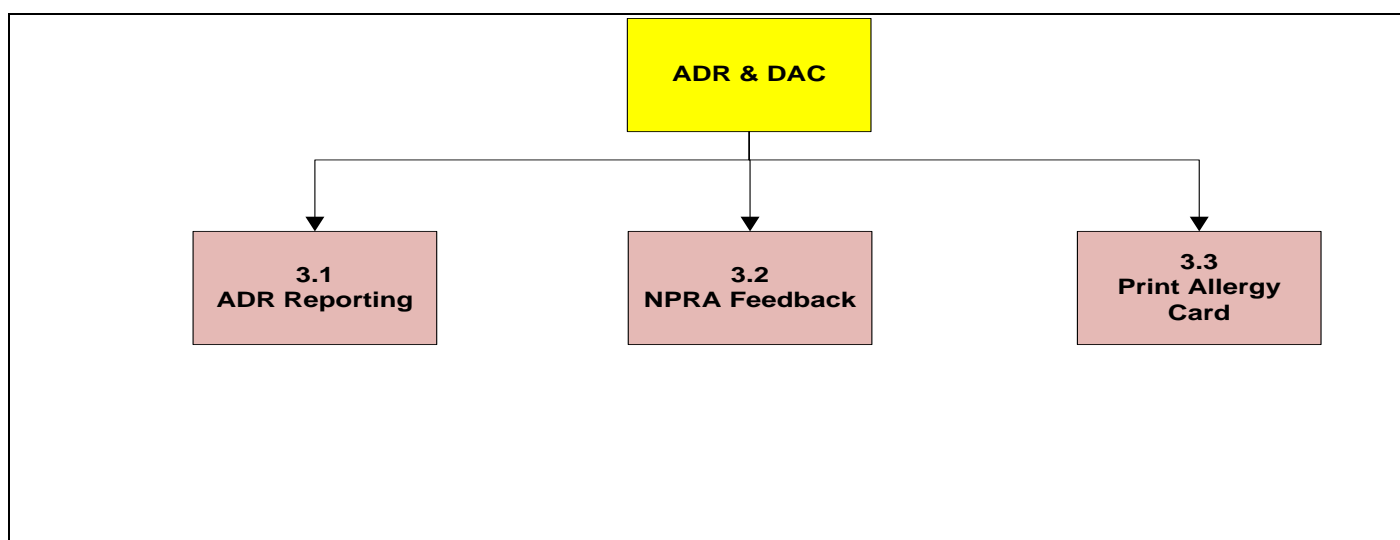 ADR & DAC
3.1
ADR Reporting
3.2
NPRA Feedback
3.3
Print Allergy
Card